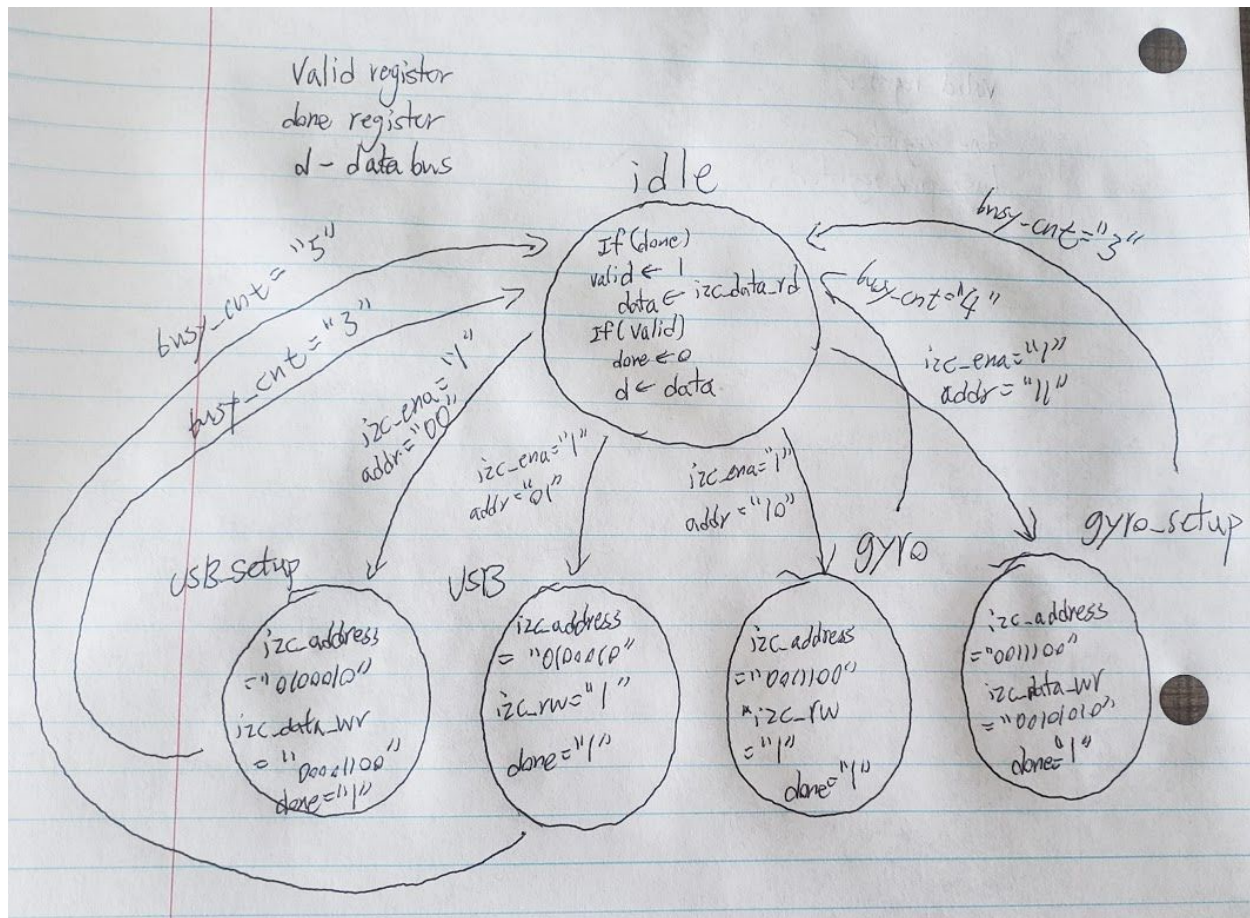 Valid registor
done register
d - data bus
idle
If (done)
valid ← 1
data ← i2c_data_rd
If (valid)
done ← 0
d ← data
busy_cnt = "5"
busy_cnt = "3"
i2c_ena = "1"
addr = "00"
i2c_ena = "1"
addr = "01"
i2c_ena = "1"
addr = "10"
busy_cnt = "3"
busy_cnt = "4"
i2c_ena = "1"
addr = "11"
USB_setup
i2c_address
= "0100010"
i2c_data_wr
= "00001100"
done = "1"
USB
i2c_address
= "0100010"
i2c_rw = "1"
done = "1"
gyro
i2c_address
= "0011100"
i2c_rw
= "1"
done = "1"
gyro_setup
i2c_address
= "0011100"
i2c_data_wr
= "00101010"
done = "1"